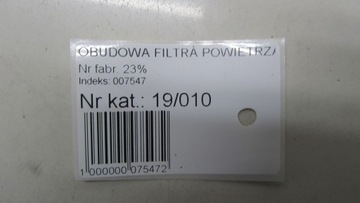 OBUDOWA FILTRA POWIETRZA
Nr fabr. 23%
Indeks: 007547
Nr kat.: 19/010
1 000000 075472